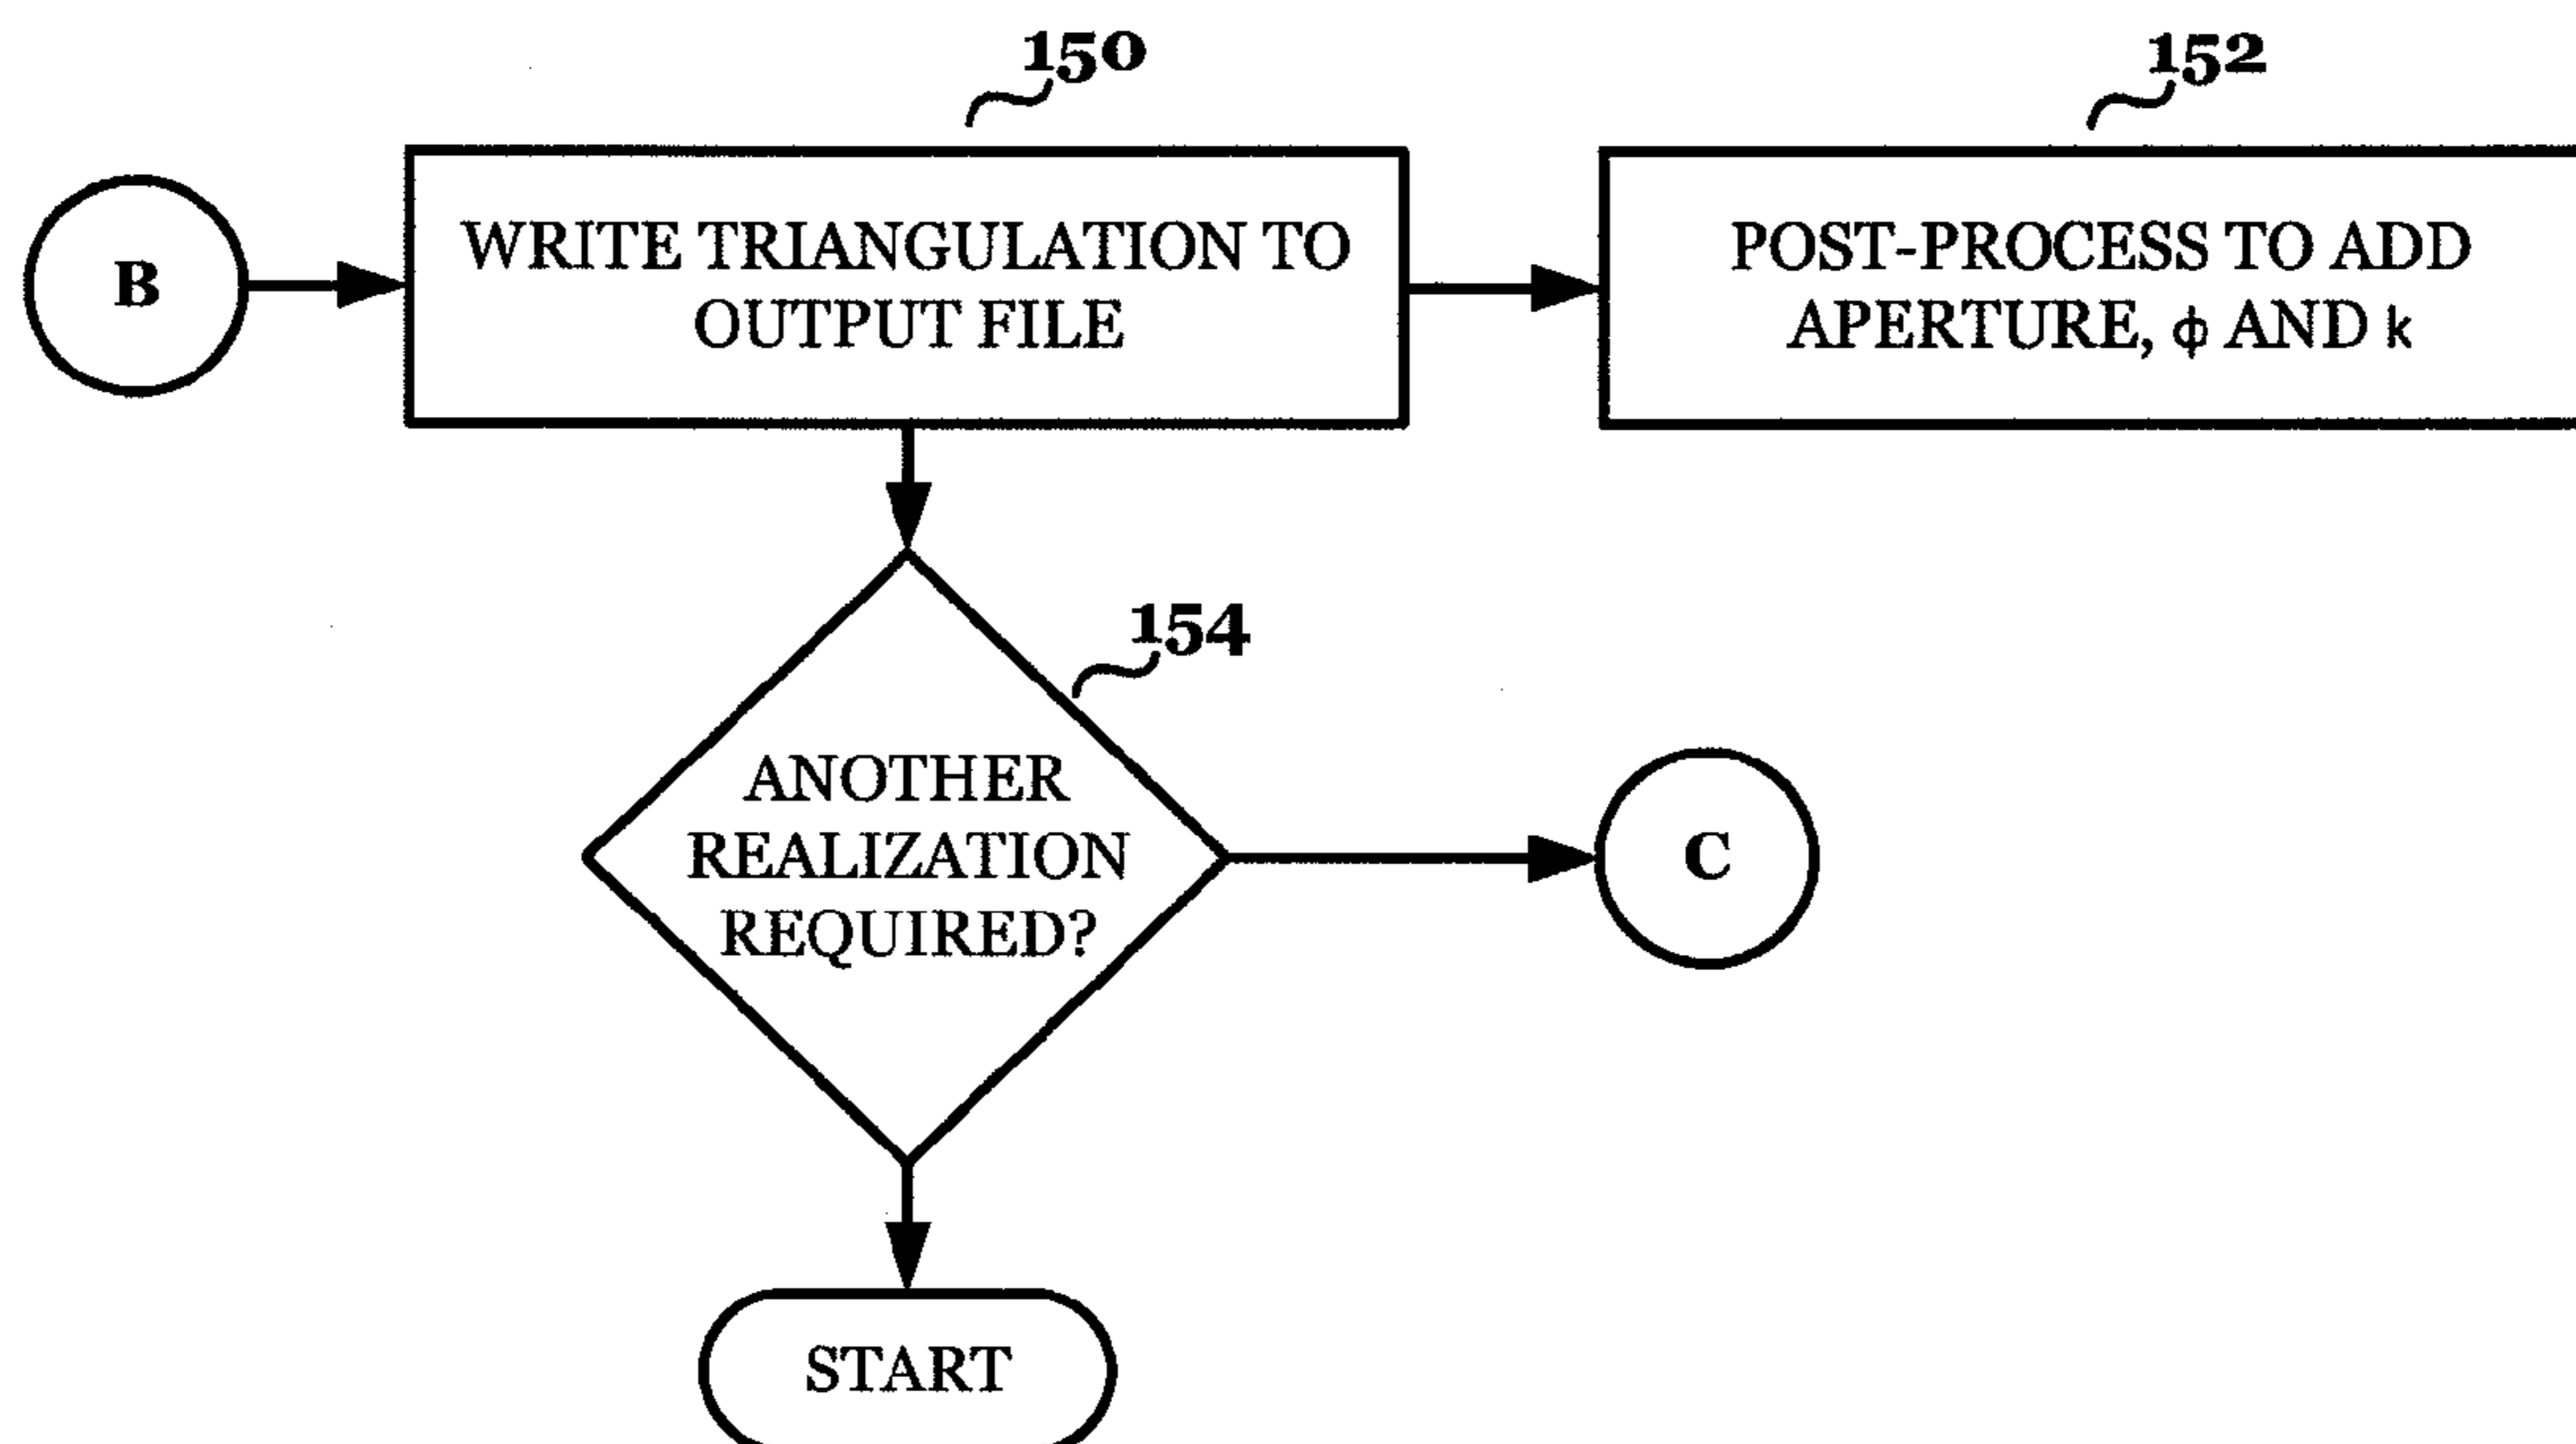 150
152
B
WRITE TRIANGULATION TO
OUTPUT FILE
POST-PROCESS TO ADD
APERTURE, ϕ AND k
154
ANOTHER
REALIZATION
REQUIRED?
C
START